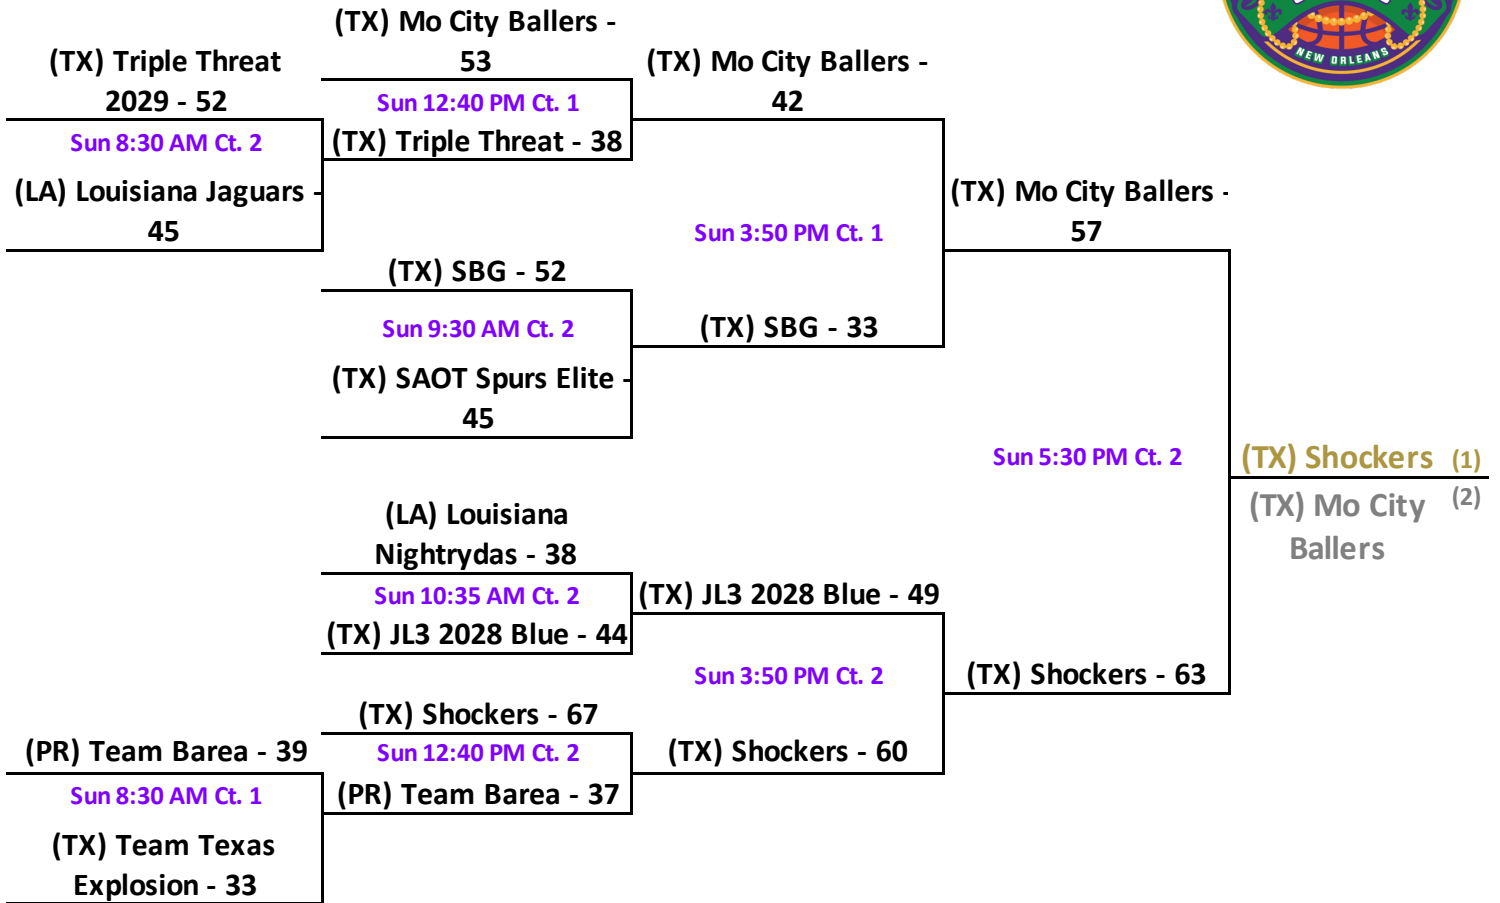 (TX) Mo City Ballers -
53
(TX) Triple Threat
2029 - 52
(TX) Mo City Ballers -
42
NEW ORLEANS
Sun 12:40 PM Ct. 1
Sun 8:30 AM Ct. 2
(TX) Triple Threat - 38
(LA) Louisiana Jaguars -
45
(TX) Mo City Ballers -
57
Sun 3:50 PM Ct. 1
(TX) SBG - 52
Sun 9:30 AM Ct. 2
(TX) SBG - 33
(TX) SAOT Spurs Elite -
45
Sun 5:30 PM Ct. 2
(TX) Shockers (1)
(TX) Mo City (2)
Ballers
(LA) Louisiana
Nightrydas - 38
Sun 10:35 AM Ct. 2
(TX) JL3 2028 Blue - 49
(TX) JL3 2028 Blue - 44
Sun 3:50 PM Ct. 2
(TX) Shockers - 63
(TX) Shockers - 67
(PR) Team Barea - 39
Sun 12:40 PM Ct. 2
(TX) Shockers - 60
Sun 8:30 AM Ct. 1
(PR) Team Barea - 37
(TX) Team Texas
Explosion - 33